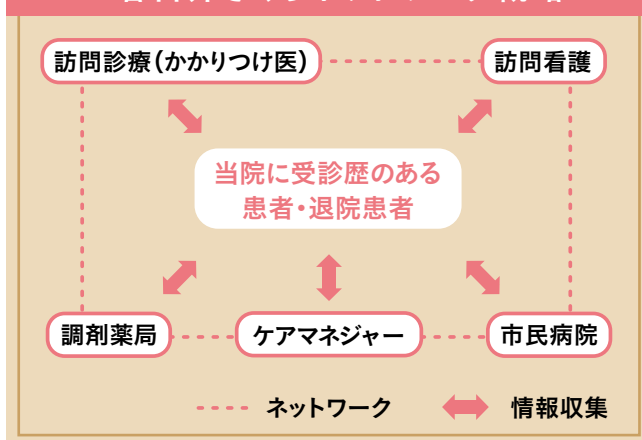 訪問診療（かかりつけ医）
訪問看護
当院に受診歴のある
患者・退院患者
調剤薬局
ケアマネジャー
市民病院
ネットワーク
情報収集